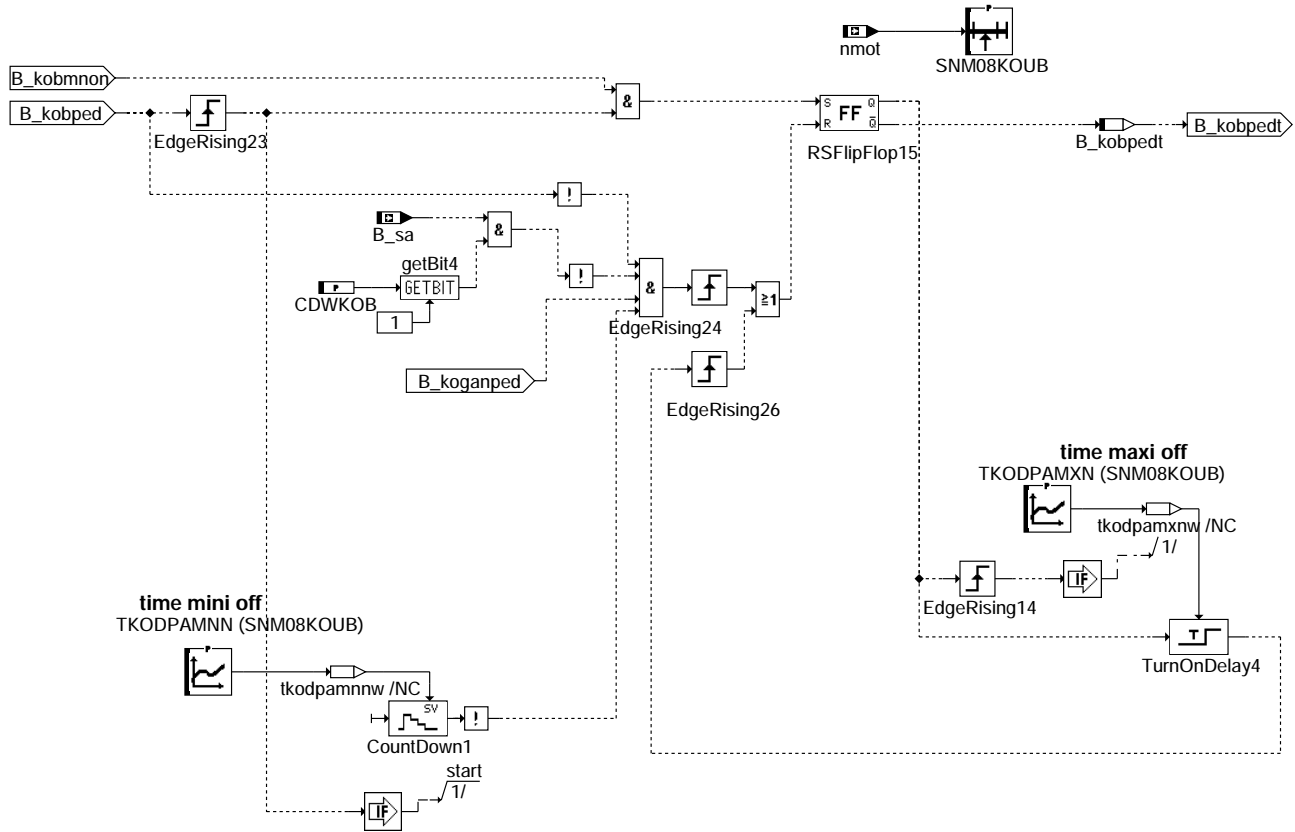 P
nmot
SNM08KOUB
B_kobmnon
B_kobped
EdgeRising23
&
S Q
FF
R Q
RSFlipFlop15
B_kobpedt
B_kobpedt
!
B_sa
&
getBit4
!
P
GETBIT
CDWKOB
1
&
≥1
EdgeRising24
B_koganped
EdgeRising26
time maxi off
TKODPAMXN (SNM08KOUB)
P
tkodpamxnw /NC
1/
IF
EdgeRising14
time mini off
TKODPAMNN (SNM08KOUB)
T
TurnOnDelay4
P
tkodpamnnw /NC
SV
!
CountDown1
start
1/
IF